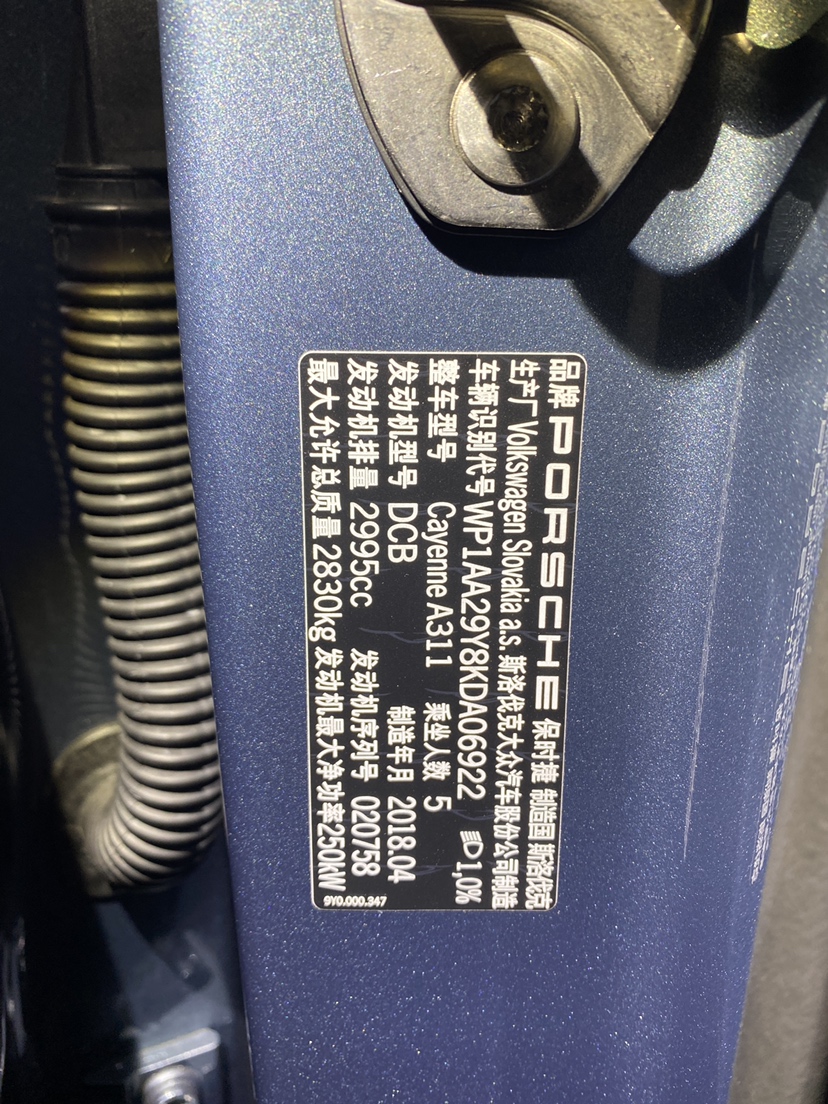 品牌 PORSCHE 保时捷 制造国 斯洛伐克
生产厂 Volkswagen Slovakia a.s. 斯洛伐克大众汽车股份公司制造
车辆识别代号 WP1AA29Y8KDA06922 1,0%
整车型号 Cayenne A311 乘坐人数 5
发动机型号 DCB 制造年月 2018.04
发动机排量 2995cc 发动机序列号 020758
最大允许总质量 2830kg 发动机最大净功率250kW
9Y0.000.347